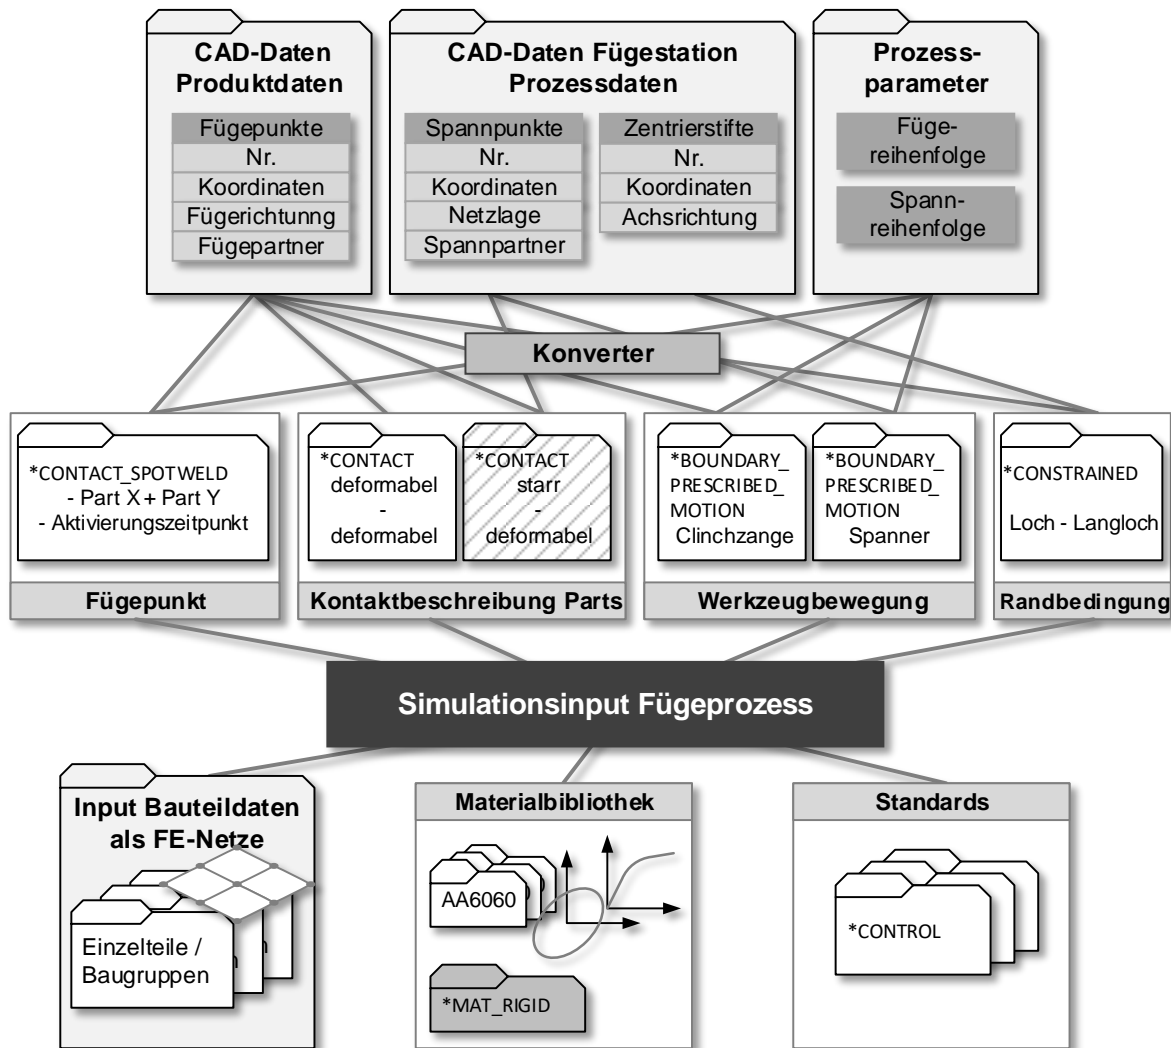 CAD-Daten
Produktdaten
Fügepunkte
Nr.
Koordinaten
Fügerichtunng
Fügepartner
CAD-Daten Fügestation
Prozessdaten
Spannpunkte
Nr.
Koordinaten
Netzlage
Spannpartner
Zentrierstifte
Nr.
Koordinaten
Achsrichtung
Prozess-
parameter
Füge-
reihenfolge
Spann-
reihenfolge
Konverter
*CONTACT_SPOTWELD
- Part X + Part Y
- Aktivierungszeitpunkt
Fügepunkt
*CONTACT
deformabel
-
deformabel
*CONTACT
starr
-
deformabel
Kontaktbeschreibung Parts
*BOUNDARY_
PRESCRIBED_
MOTION
Clinchzange
*BOUNDARY_
PRESCRIBED_
MOTION
Spanner
Werkzeugbewegung
*CONSTRAINED
Loch - Langloch
Randbedingung
Simulationsinput Fügeprozess
Input Bauteildaten
als FE-Netze
Einzelteile /
Baugruppen
Materialbibliothek
AA6060
*MAT_RIGID
Standards
*CONTROL